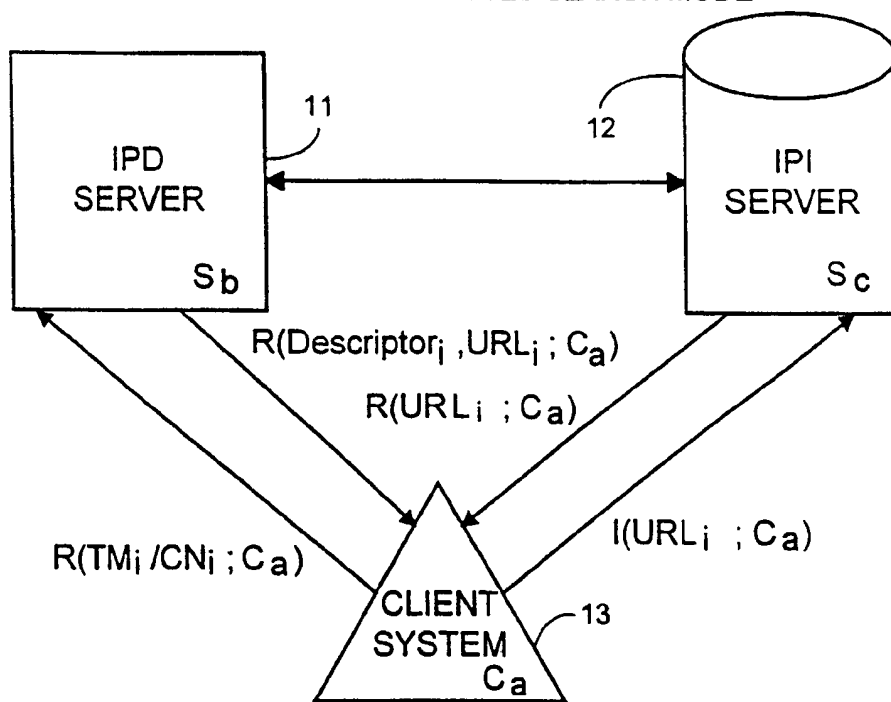 11
12
IPD
SERVER
IPI
SERVER
Sb
Sc
R(Descriptori ,URLi ; Ca)
R(URLi ; Ca)
R(TMi /CNi ; Ca)
I(URLi ; Ca)
CLIENT
SYSTEM
13
Ca